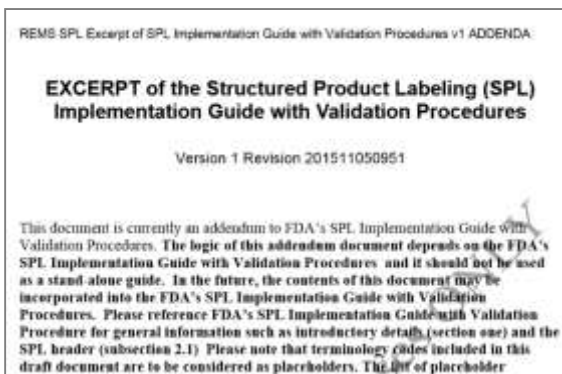 REMS SPL Excerpt of SPL Implementation Guide with Validation Procedures v1 ADDENDA
EXCERPT of the Structured Product Labeling (SPL)
Implementation Guide with Validation Procedures
Version 1 Revision 201511050951
This document is currently an addendum to FDA's SPL Implementation Guide with
Validation Procedures. The logic of this addendum document depends on the FDA's
SPL Implementation Guide with Validation Procedures and it should not be used
as a stand-alone guide. In the future, the contents of this document may be
incorporated into the FDA's SPL Implementation Guide with Validation
Procedures. Please reference FDA's SPL Implementation Guide with Validation
Procedure for general information such as introductory details (section one) and the
SPL header (subsection 2.1) Please note that terminology codes included in this
draft document are to be considered as placeholders. The list of placeholder